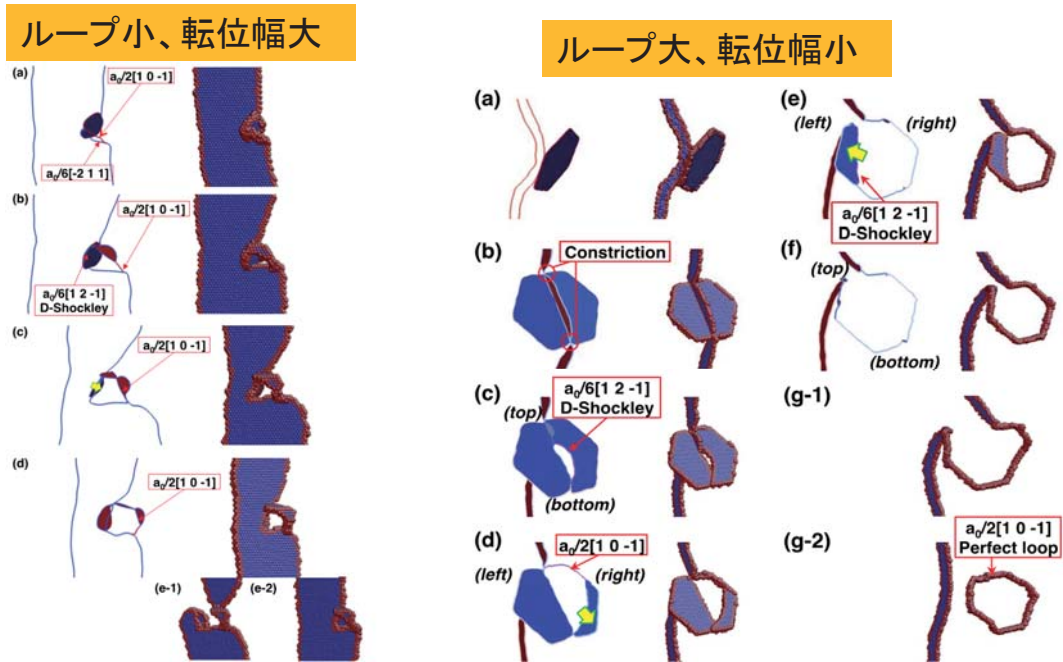 ループ小、転位幅大
(a)
a₀/2[1 0 -1]
a₀/6[-2 1 1]
(b)
a₀/2[1 0 -1]
a₀/6[1 2 -1]
D-Shockley
(c)
a₀/2[1 0 -1]
(d)
a₀/2[1 0 -1]
(e-1)
(e-2)
ループ大、転位幅小
(a)
(b)
Constriction
(c)
a₀/6[1 2 -1]
D-Shockley
(top)
(bottom)
(d)
a₀/2[1 0 -1]
(left)
(right)
(e)
(left)
(right)
a₀/6[1 2 -1]
D-Shockley
(f)
(top)
(bottom)
(g-1)
(g-2)
a₀/2[1 0 -1]
Perfect loop